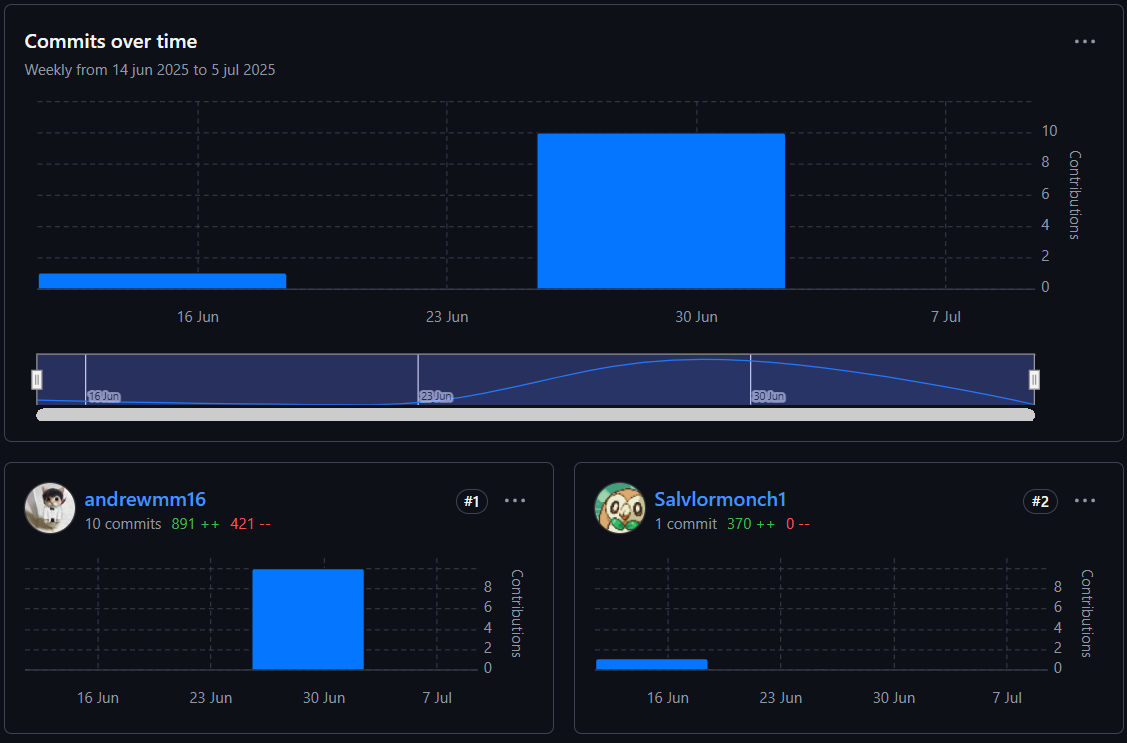 Commits over time
Weekly from 14 jun 2025 to 5 jul 2025
10
8
6
4
2
0
Contributions
16 Jun
23 Jun
30 Jun
7 Jul
16 Jun
23 Jun
30 Jun
andrewmm16
#1
10 commits 891 ++ 421 --
8
6
4
2
0
Contributions
16 Jun
23 Jun
30 Jun
7 Jul
Salvlormonch1
#2
1 commit 370 ++ 0 --
8
6
4
2
0
Contributions
16 Jun
23 Jun
30 Jun
7 Jul